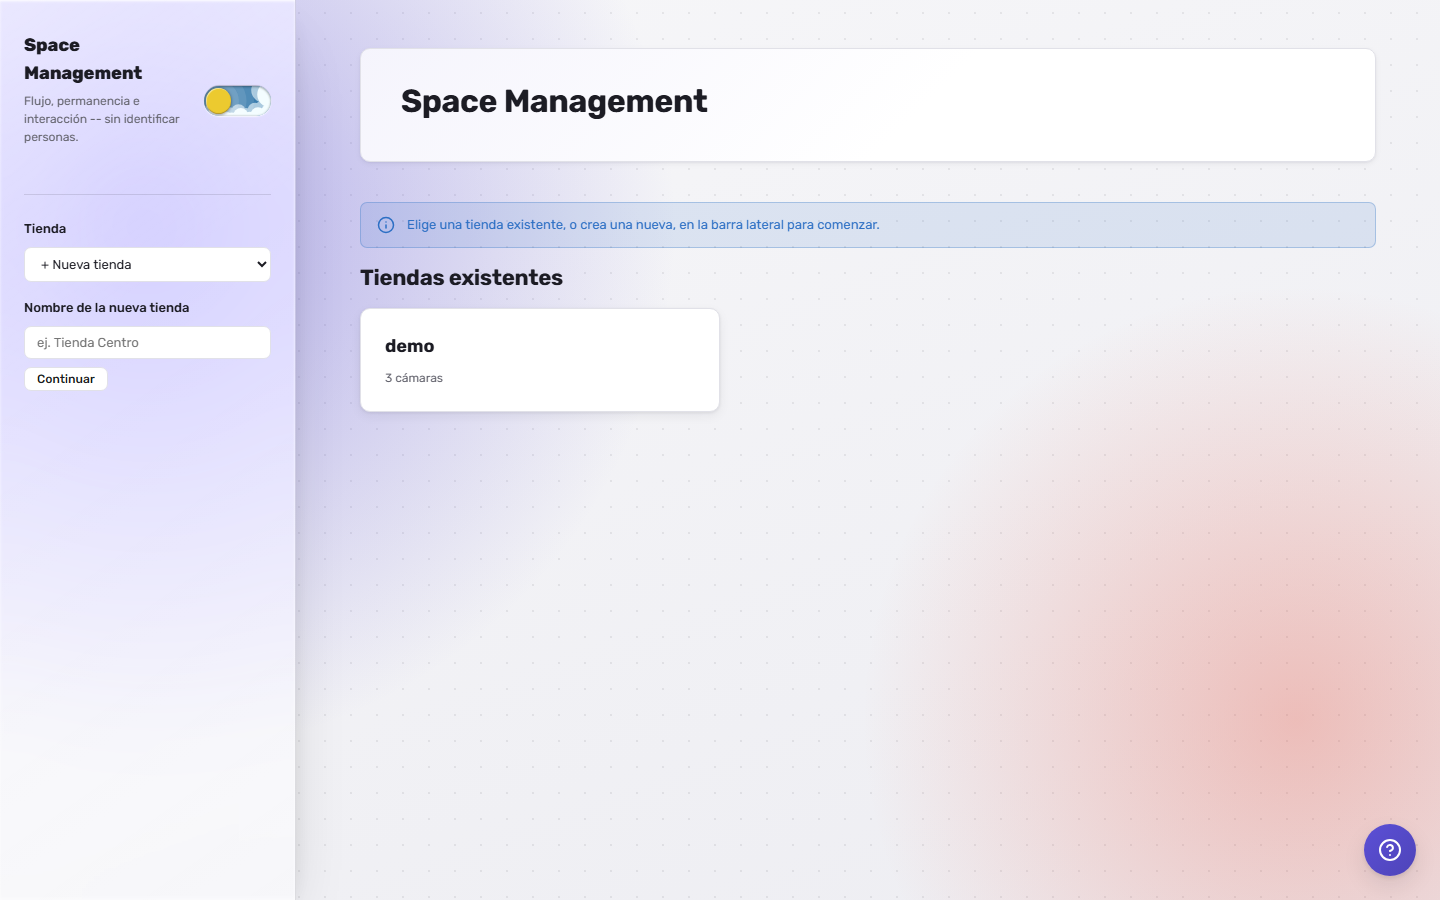 Space
Management
Flujo, permanencia e
interacción -- sin identificar
personas.
Tienda
+ Nueva tienda
Nombre de la nueva tienda
ej. Tienda Centro
Continuar
Space Management
Elige una tienda existente, o crea una nueva, en la barra lateral para comenzar.
Tiendas existentes
demo
3 cámaras